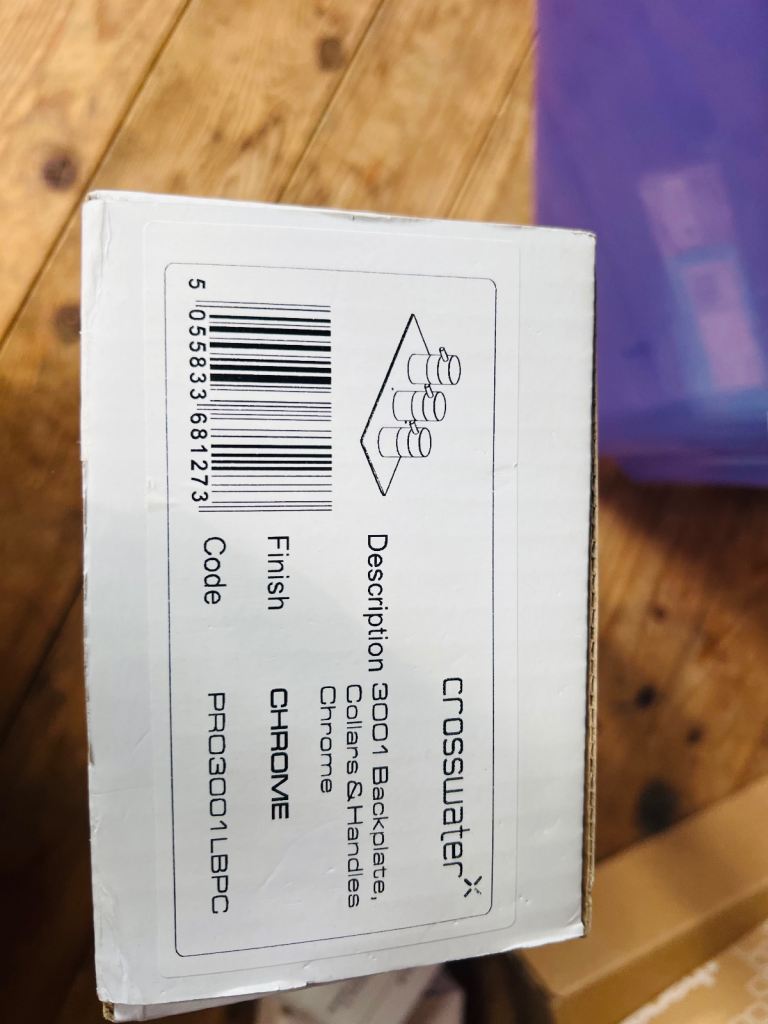 crosswater
Description 3001 Backplate,
Collars & Handles
Chrome
Finish CHROME
Code PRO3001LBPC
5 055833 681273